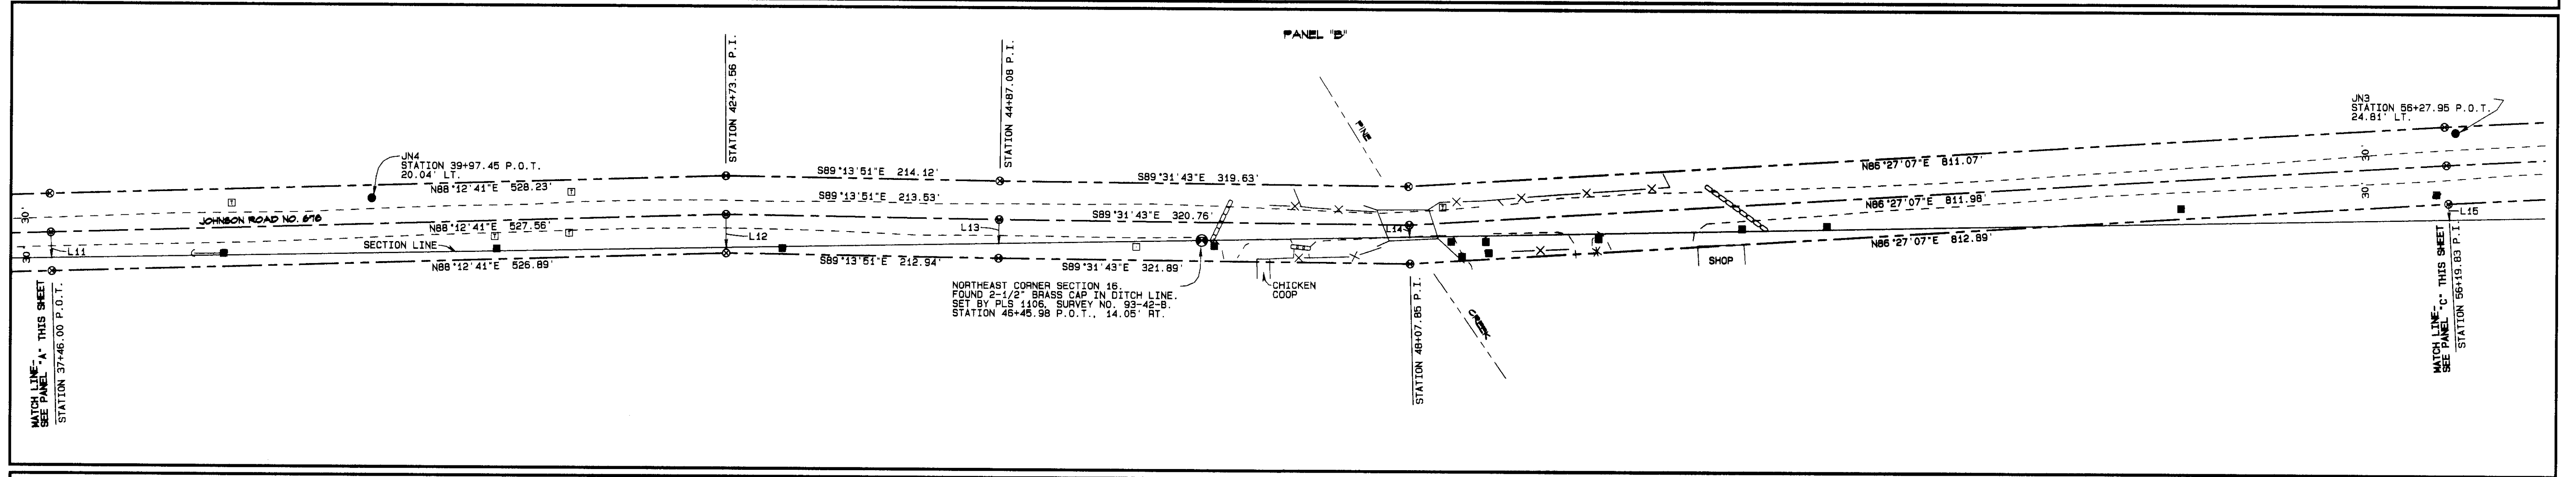 PANEL "B"
STATION 42+73.56 P.I.
STATION 44+87.08 P.I.
PINE
JN3
STATION 56+27.95 P.O.T.
24.81' LT.
JN4
STATION 39+97.45 P.O.T.
20.04' LT.
N88°12'41"E 528.23'
S89°13'51"E 214.12'
S89°31'43"E 319.63'
N86°27'07"E 811.07'
30'
T
T
S89°13'51"E 213.53'
T
30'
JOHNSON ROAD NO. 676
N88°12'41"E 527.56'
S89°31'43"E 320.76'
N86°27'07"E 811.98'
30'
T
T
L13
L14
L15
SECTION LINE
L12
T
L11
30'
N88°12'41"E 526.89'
S89°13'51"E 212.94'
S89°31'43"E 321.89'
N86°27'07"E 812.89'
SHOP
CHICKEN
COOP
NORTHEAST CORNER SECTION 16.
FOUND 2-1/2" BRASS CAP IN DITCH LINE.
SET BY PLS 1106, SURVEY NO. 93-42-B.
STATION 46+45.98 P.O.T., 14.05' RT.
CREEK
MATCH LINE-
SEE PANEL "A" THIS SHEET
STATION 37+46.00 P.O.T.
STATION 48+07.85 P.I.
MATCH LINE-
SEE PANEL "C" THIS SHEET
STATION 56+19.83 P.I.